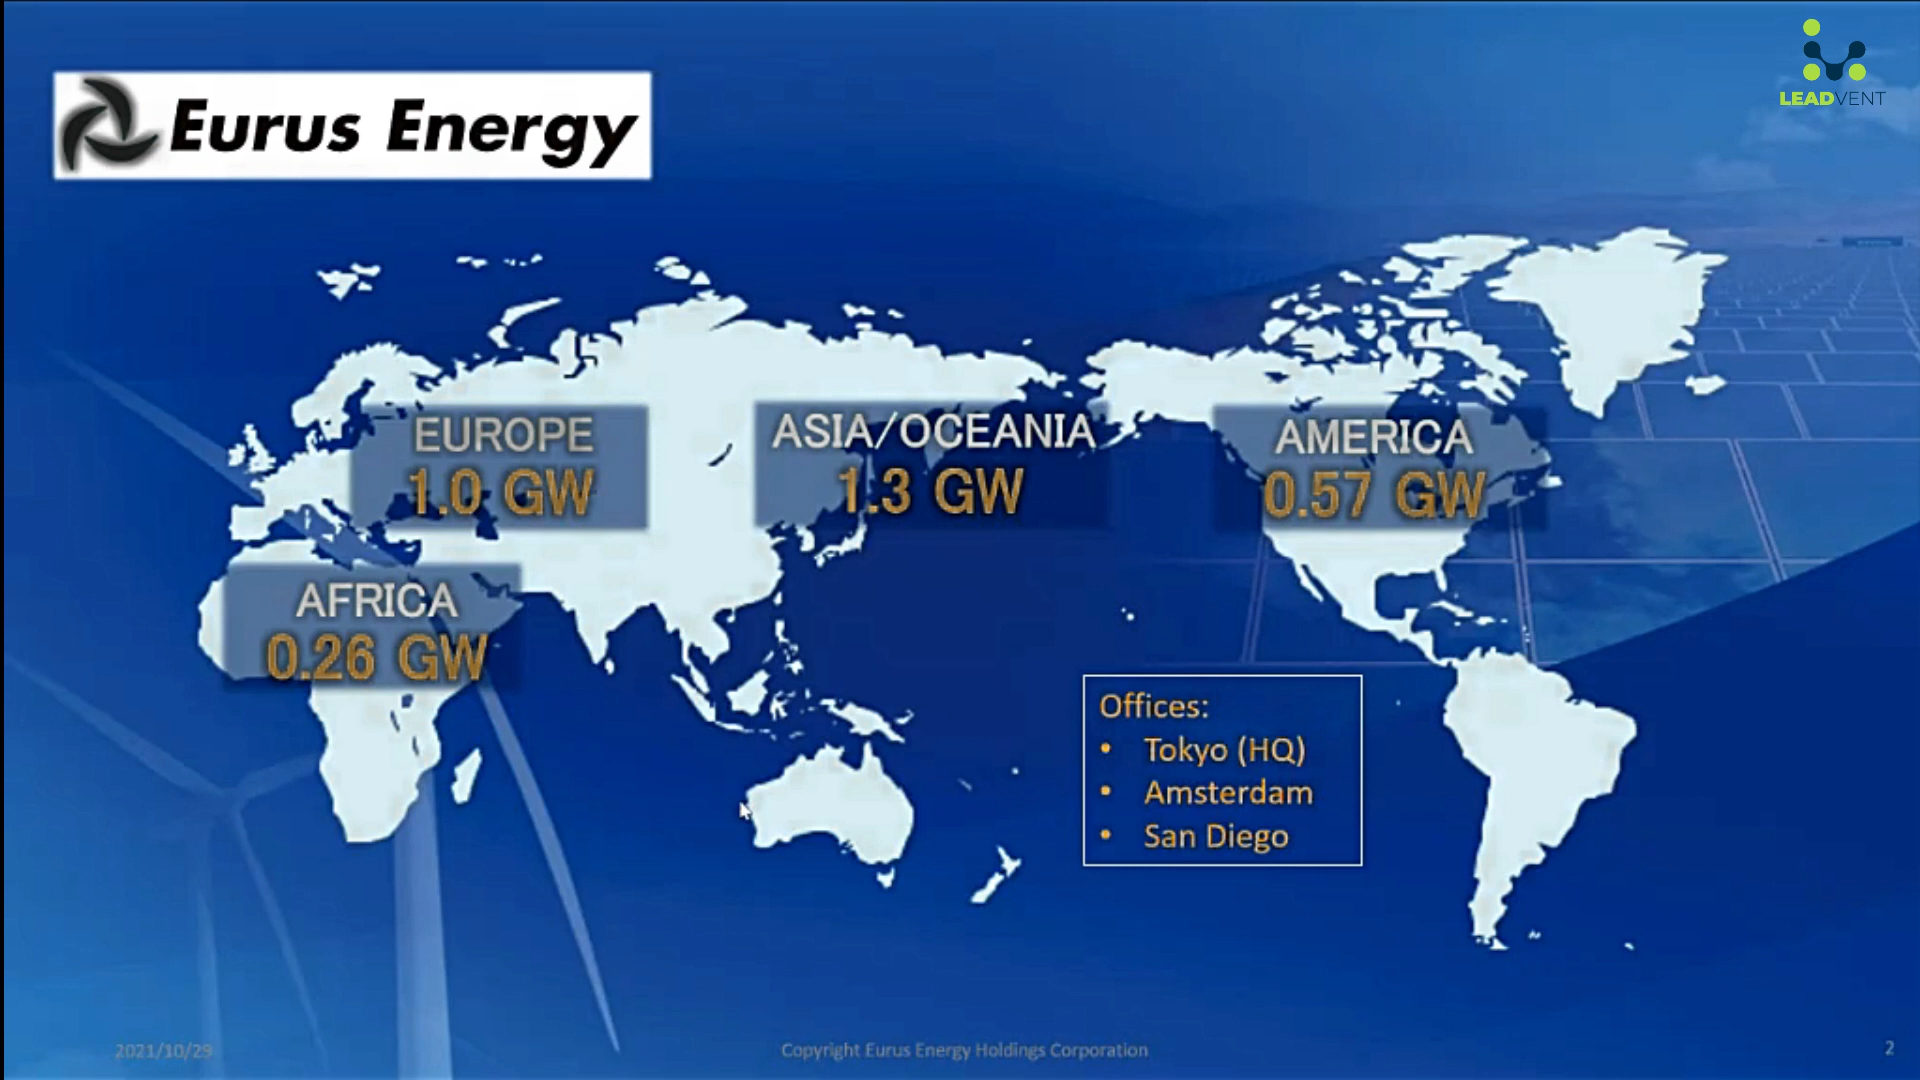 LEADVENT
Eurus Energy
EUROPE
1.0 GW
ASIA/OCEANIA
1.3 GW
AMERICA
0.57 GW
AFRICA
0.26 GW
Offices:
• Tokyo (HQ)
• Amsterdam
• San Diego
2021/10/29
Copyright Eurus Energy Holdings Corporation
2